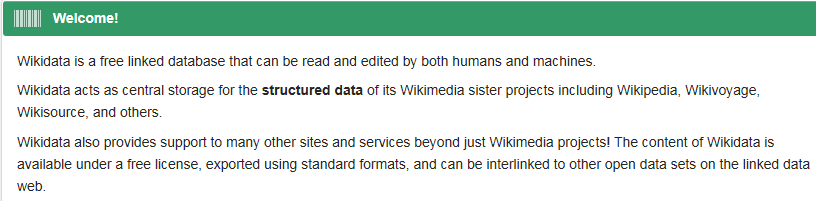 Welcome!
Wikidata is a free linked database that can be read and edited by both humans and machines.
Wikidata acts as central storage for the structured data of its Wikimedia sister projects including Wikipedia, Wikivoyage,
Wikisource, and others.
Wikidata also provides support to many other sites and services beyond just Wikimedia projects! The content of Wikidata is
available under a free license, exported using standard formats, and can be interlinked to other open data sets on the linked data
web.